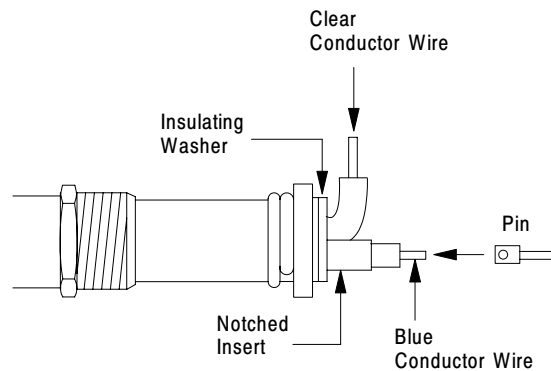 Clear
Conductor Wire
Insulating
Washer
Pin
Notched
Insert
Blue
Conductor Wire